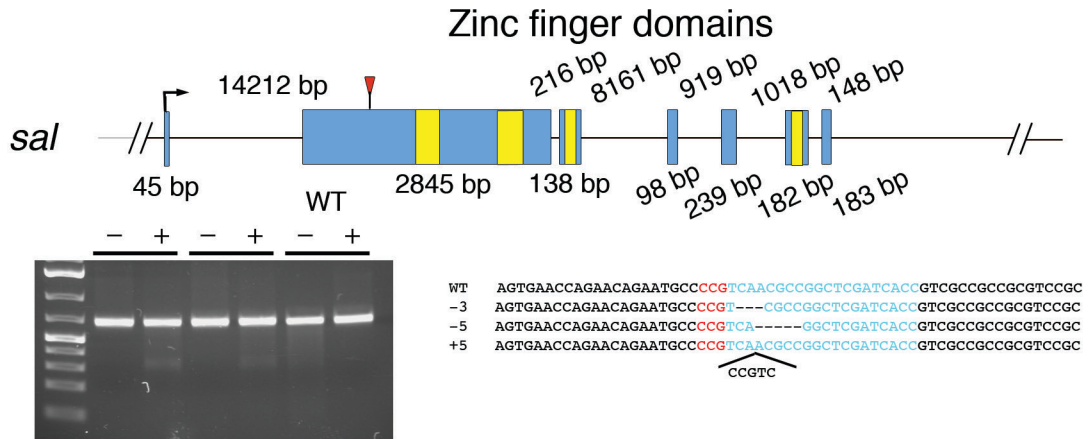 Zinc finger domains
14212 bp
216 bp
8161 bp
919 bp
1018 bp
148 bp
sal
45 bp
2845 bp
138 bp
98 bp
239 bp
182 bp
183 bp
WT
− + − + − +
WT AGTGAACCAGAACAGAATGCCCCGTCAACGCCGGCTCGATCACCGTCGCCGCCGCGTCCGC
−3 AGTGAACCAGAACAGAATGCCCCGT---CGCCGGCTCGATCACCGTCGCCGCCGCGTCCGC
−5 AGTGAACCAGAACAGAATGCCCCGTCA-----GGCTCGATCACCGTCGCCGCCGCGTCCGC
+5 AGTGAACCAGAACAGAATGCCCCGTCAACGCCGGCTCGATCACCGTCGCCGCCGCGTCCGC
CCGTC